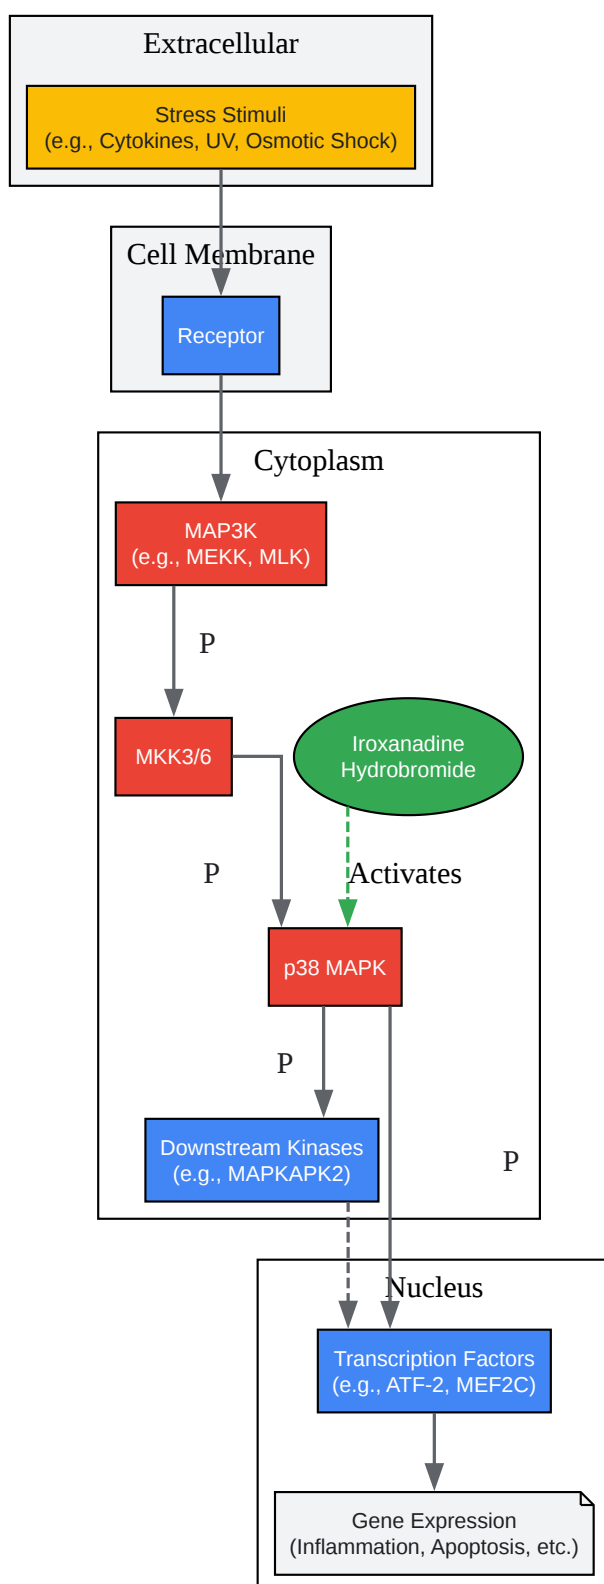 Extracellular
Stress Stimuli
(e.g., Cytokines, UV, Osmotic Shock)
Cell Membrane
Receptor
Cytoplasm
MAP3K
(e.g., MEKK, MLK)
P
MKK3/6
Iroxanadine
Hydrobromide
P
Activates
p38 MAPK
P
Downstream Kinases
(e.g., MAPKAPK2)
P
Nucleus
Transcription Factors
(e.g., ATF-2, MEF2C)
Gene Expression
(Inflammation, Apoptosis, etc.)